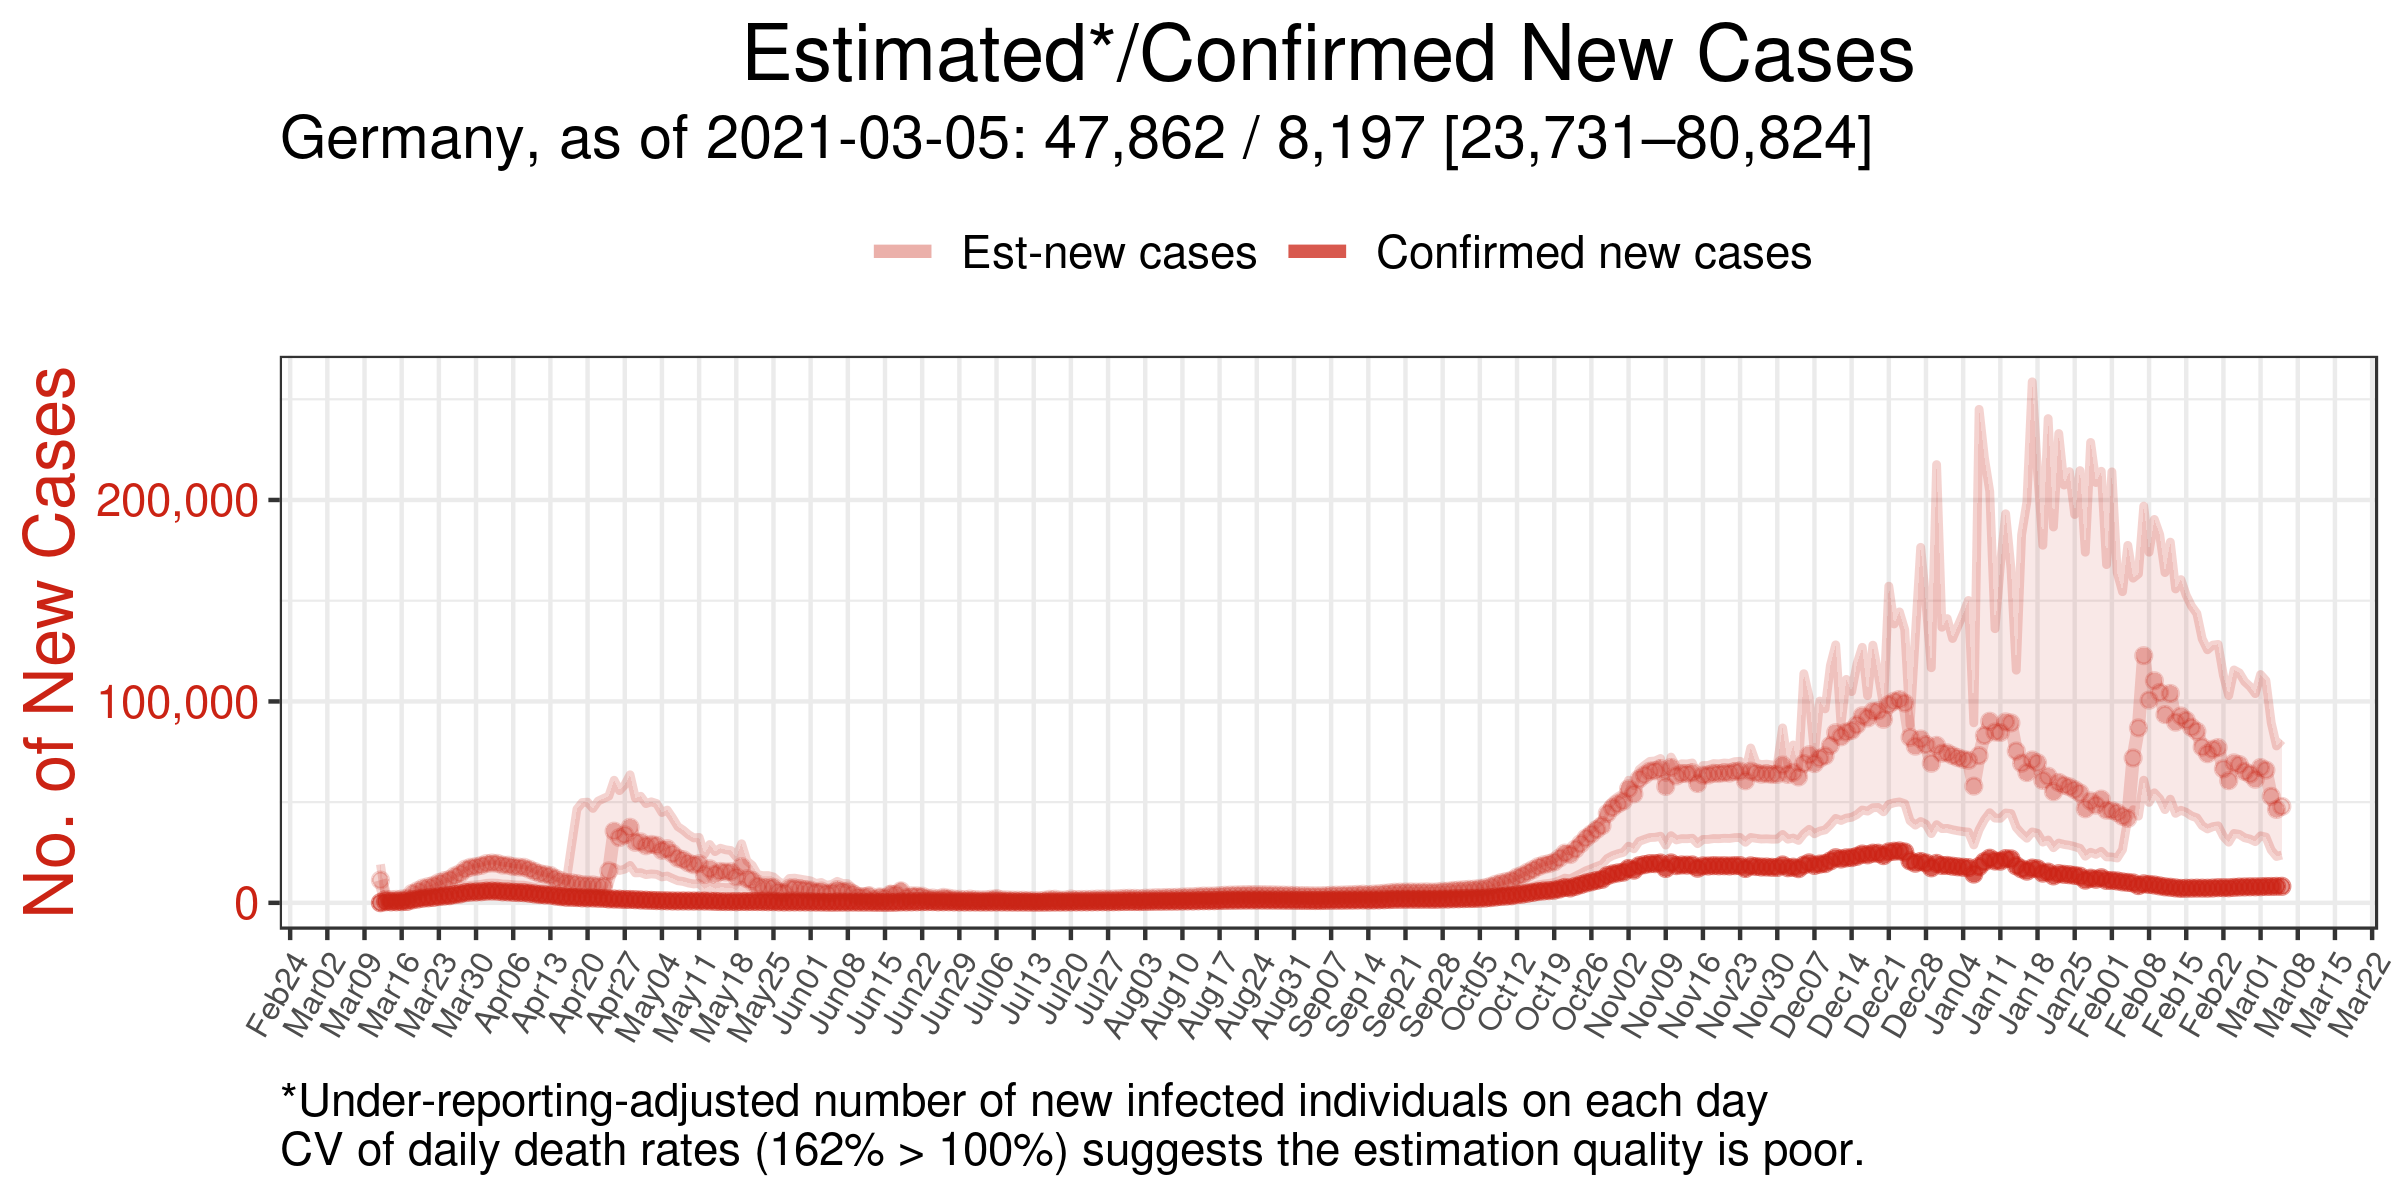 Estimated*/Confirmed New Cases
Germany, as of 2021-03-05: 47,862 / 8,197 [23,731–80,824]
Est-new cases Confirmed new cases
No. of New Cases
200,000
100,000
0
Feb24 Mar02 Mar09 Mar16 Mar23 Mar30 Apr06 Apr13 Apr20 Apr27 May04 May11 May18 May25 Jun01 Jun08 Jun15 Jun22 Jun29 Jul06 Jul13 Jul20 Jul27 Aug03 Aug10 Aug17 Aug24 Aug31 Sep07 Sep14 Sep21 Sep28 Oct05 Oct12 Oct19 Oct26 Nov02 Nov09 Nov16 Nov23 Nov30 Dec07 Dec14 Dec21 Dec28 Jan04 Jan11 Jan18 Jan25 Feb01 Feb08 Feb15 Feb22 Mar01 Mar08 Mar15 Mar22
*Under-reporting-adjusted number of new infected individuals on each day
CV of daily death rates (162% > 100%) suggests the estimation quality is poor.